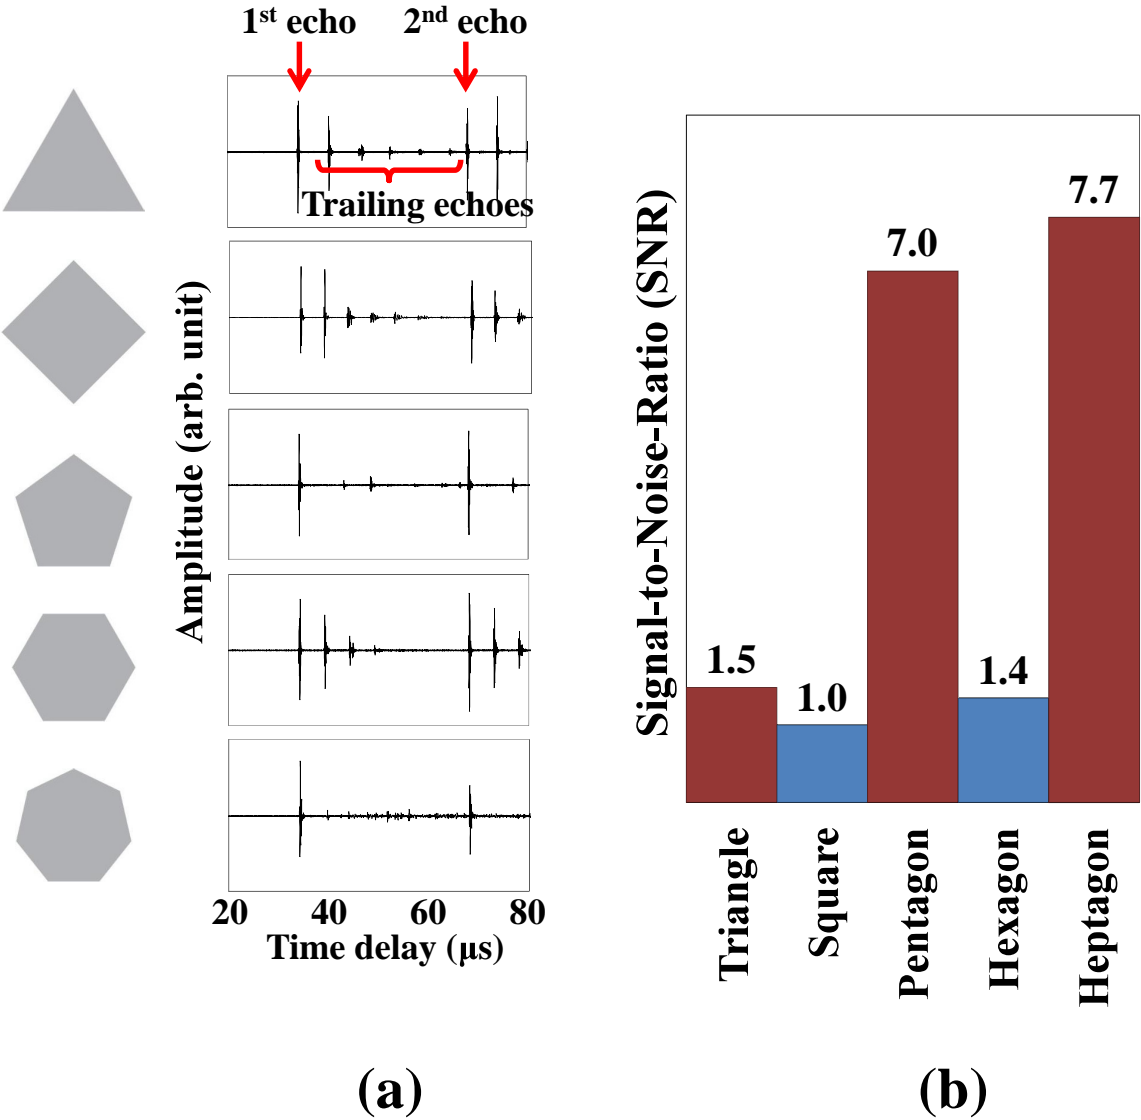 1st echo
2nd echo
Trailing echoes
Amplitude (arb. unit)
20 40 60 80
Time delay (μs)
(a)
Signal-to-Noise-Ratio (SNR)
1.5
1.0
7.0
1.4
7.7
Triangle
Square
Pentagon
Hexagon
Heptagon
(b)